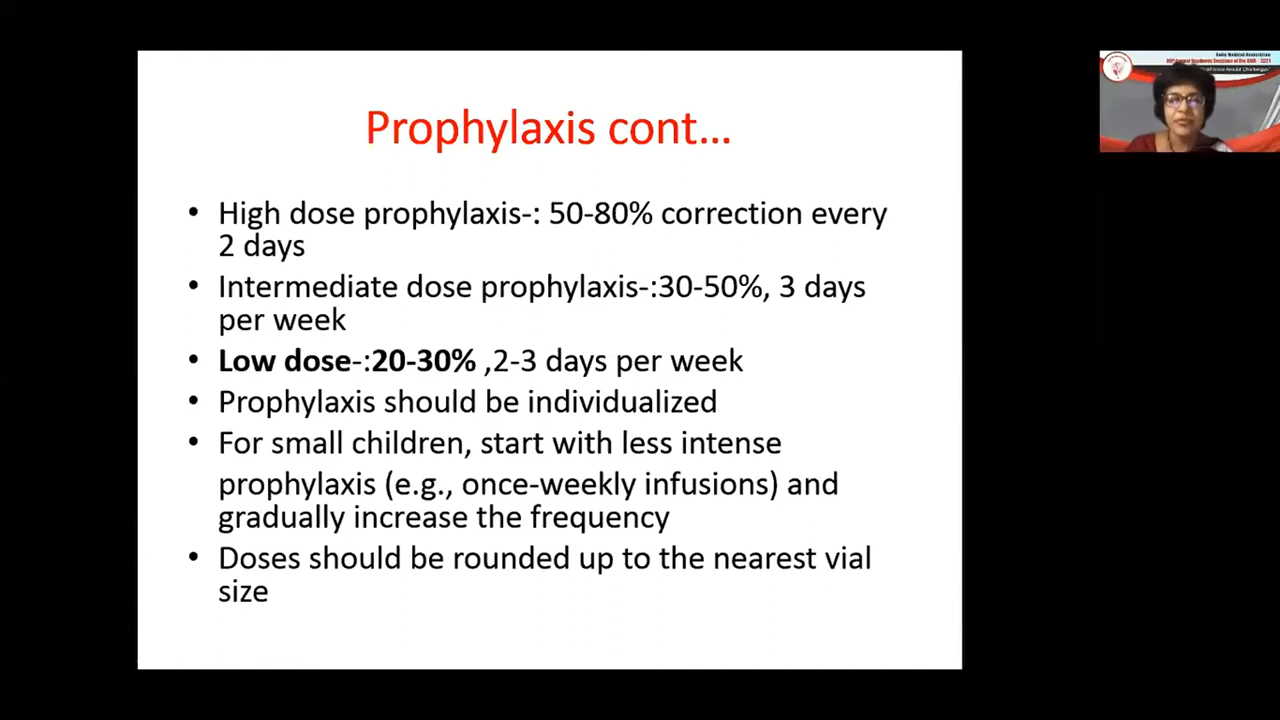 Prophylaxis cont...
• High dose prophylaxis-: 50-80% correction every
2 days
• Intermediate dose prophylaxis-:30-50%, 3 days
per week
• Low dose-:20-30% ,2-3 days per week
• Prophylaxis should be individualized
• For small children, start with less intense
prophylaxis (e.g., once-weekly infusions) and
gradually increase the frequency
• Doses should be rounded up to the nearest vial
size
Galle Medical Association